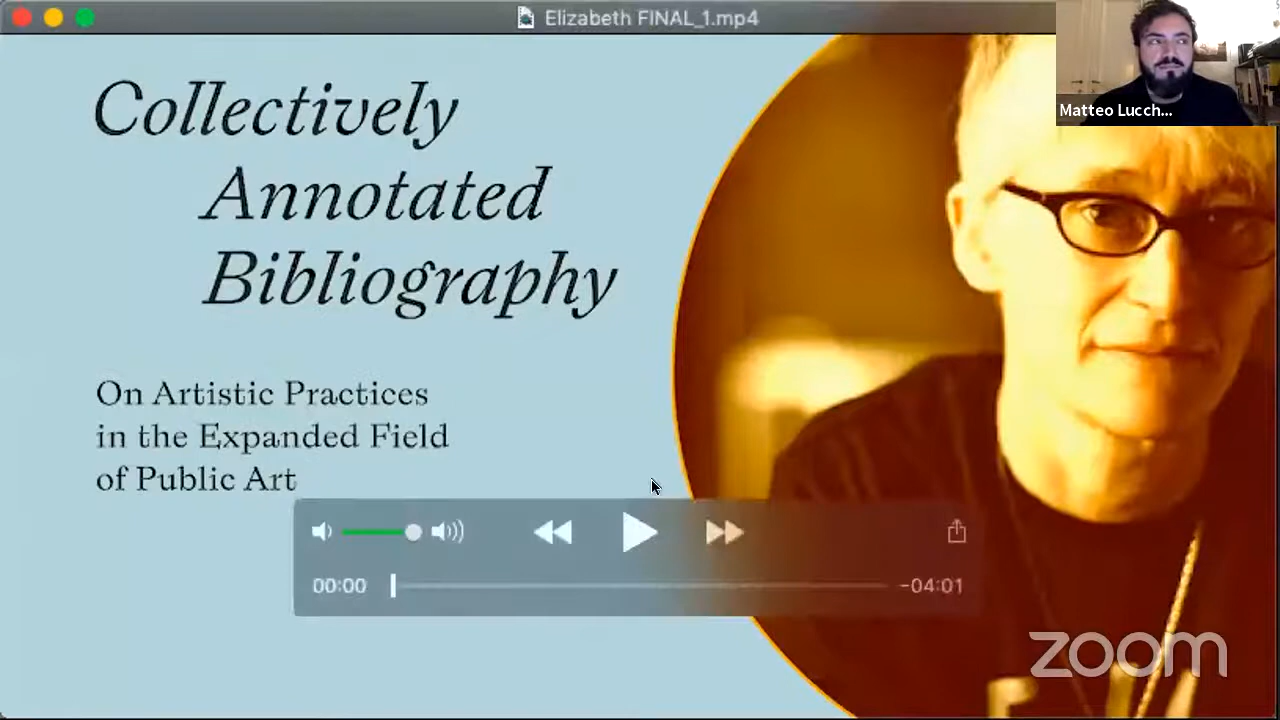 Elizabeth FINAL_1.mp4
Matteo Lucch...
Collectively
Annotated
Bibliography
On Artistic Practices
in the Expanded Field
of Public Art
00:00
-04:01
zoom